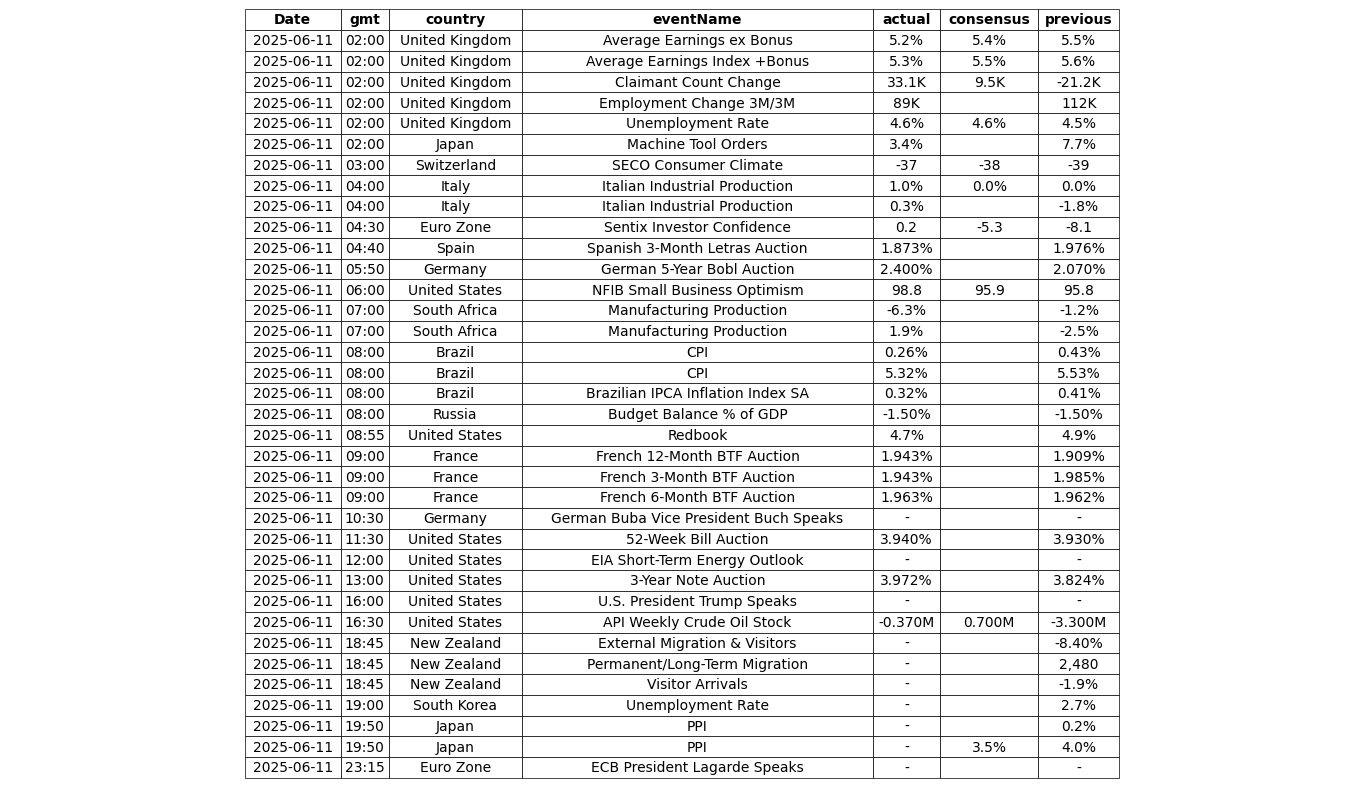 Date gmt country eventName actual consensus previous
2025-06-11 02:00 United Kingdom Average Earnings ex Bonus 5.2% 5.4% 5.5%
2025-06-11 02:00 United Kingdom Average Earnings Index +Bonus 5.3% 5.5% 5.6%
2025-06-11 02:00 United Kingdom Claimant Count Change 33.1K 9.5K -21.2K
2025-06-11 02:00 United Kingdom Employment Change 3M/3M 89K 112K
2025-06-11 02:00 United Kingdom Unemployment Rate 4.6% 4.6% 4.5%
2025-06-11 02:00 Japan Machine Tool Orders 3.4% 7.7%
2025-06-11 03:00 Switzerland SECO Consumer Climate -37 -38 -39
2025-06-11 04:00 Italy Italian Industrial Production 1.0% 0.0% 0.0%
2025-06-11 04:00 Italy Italian Industrial Production 0.3% -1.8%
2025-06-11 04:30 Euro Zone Sentix Investor Confidence 0.2 -5.3 -8.1
2025-06-11 04:40 Spain Spanish 3-Month Letras Auction 1.873% 1.976%
2025-06-11 05:50 Germany German 5-Year Bobl Auction 2.400% 2.070%
2025-06-11 06:00 United States NFIB Small Business Optimism 98.8 95.9 95.8
2025-06-11 07:00 South Africa Manufacturing Production -6.3% -1.2%
2025-06-11 07:00 South Africa Manufacturing Production 1.9% -2.5%
2025-06-11 08:00 Brazil CPI 0.26% 0.43%
2025-06-11 08:00 Brazil CPI 5.32% 5.53%
2025-06-11 08:00 Brazil Brazilian IPCA Inflation Index SA 0.32% 0.41%
2025-06-11 08:00 Russia Budget Balance % of GDP -1.50% -1.50%
2025-06-11 08:55 United States Redbook 4.7% 4.9%
2025-06-11 09:00 France French 12-Month BTF Auction 1.943% 1.909%
2025-06-11 09:00 France French 3-Month BTF Auction 1.943% 1.985%
2025-06-11 09:00 France French 6-Month BTF Auction 1.963% 1.962%
2025-06-11 10:30 Germany German Buba Vice President Buch Speaks - -
2025-06-11 11:30 United States 52-Week Bill Auction 3.940% 3.930%
2025-06-11 12:00 United States EIA Short-Term Energy Outlook - -
2025-06-11 13:00 United States 3-Year Note Auction 3.972% 3.824%
2025-06-11 16:00 United States U.S. President Trump Speaks - -
2025-06-11 16:30 United States API Weekly Crude Oil Stock -0.370M 0.700M -3.300M
2025-06-11 18:45 New Zealand External Migration & Visitors - -8.40%
2025-06-11 18:45 New Zealand Permanent/Long-Term Migration - 2,480
2025-06-11 18:45 New Zealand Visitor Arrivals - -1.9%
2025-06-11 19:00 South Korea Unemployment Rate - 2.7%
2025-06-11 19:50 Japan PPI - 0.2%
2025-06-11 19:50 Japan PPI - 3.5% 4.0%
2025-06-11 23:15 Euro Zone ECB President Lagarde Speaks - -